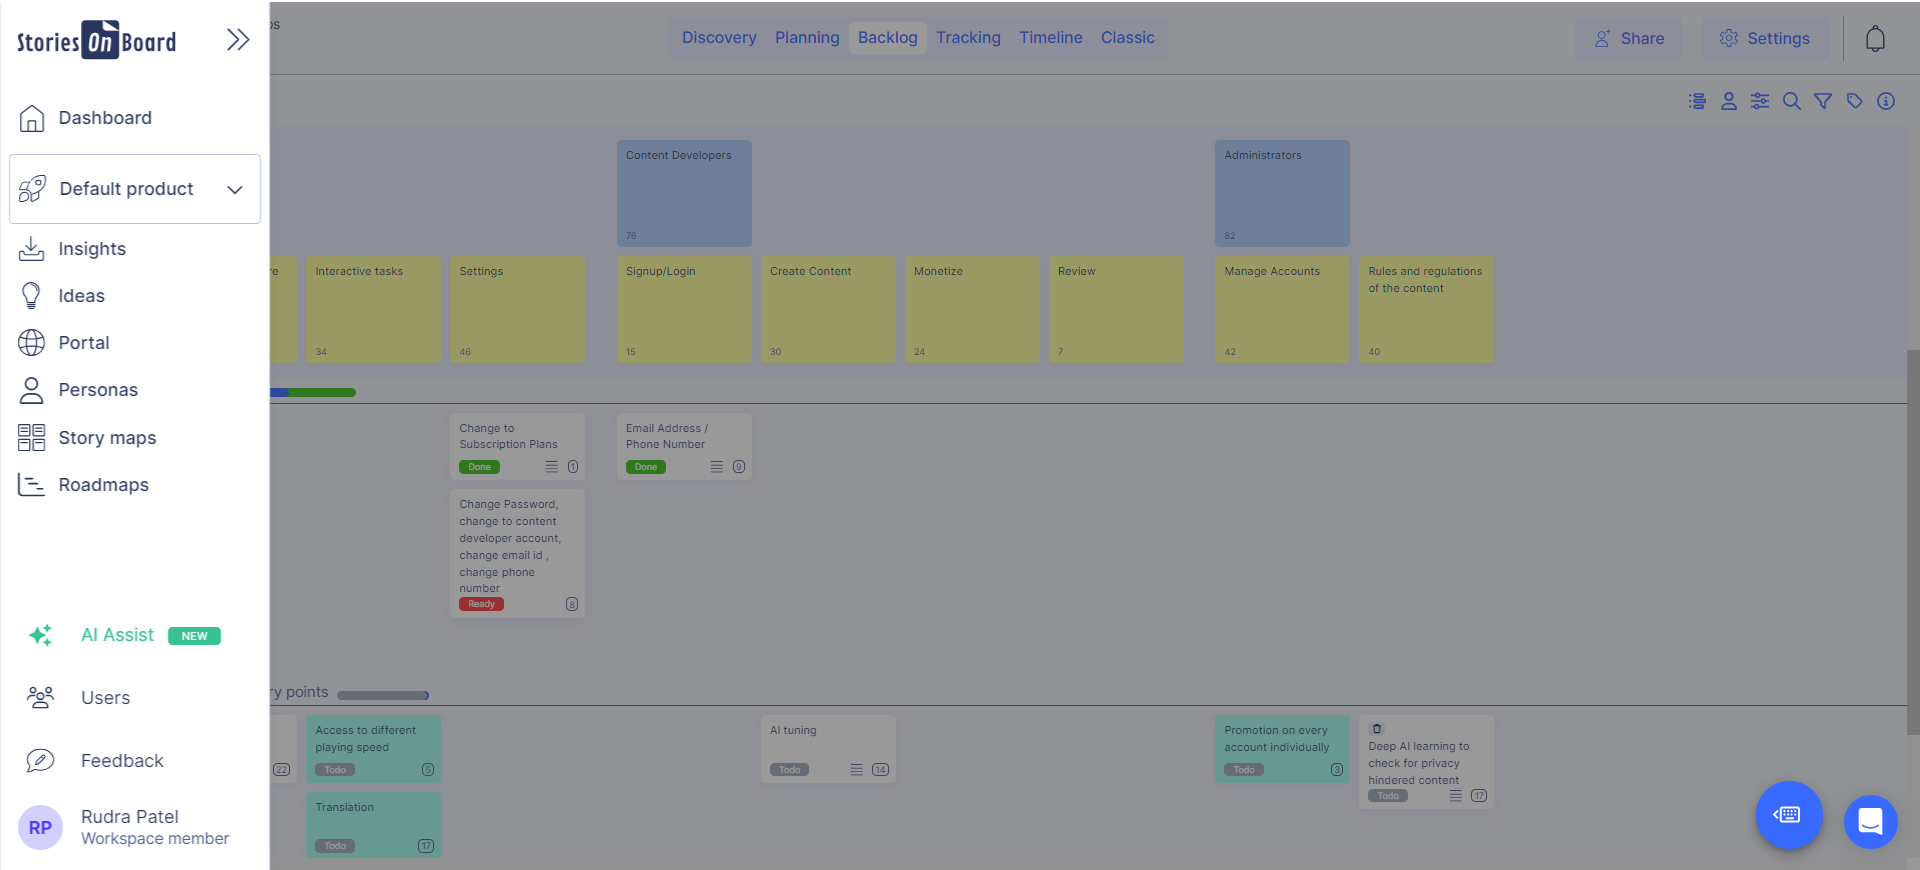 Stories On Board
os
Discovery
Planning
Backlog
Tracking
Timeline
Classic
Share
Settings
Dashboard
Default product
Insights
Ideas
Portal
Personas
Story maps
Roadmaps
AI Assist
NEW
Users
Feedback
RP
Rudra Patel
Workspace member
Content Developers
76
Administrators
82
re
Interactive tasks
34
Settings
46
Signup/Login
15
Create Content
30
Monetize
24
Review
7
Manage Accounts
42
Rules and regulations
of the content
40
Change to
Subscription Plans
Done
1
Email Address /
Phone Number
Done
9
Change Password,
change to content
developer account,
change email id ,
change phone
number
Ready
8
ry points
22
Access to different
playing speed
Todo
5
AI tuning
Todo
14
Promotion on every
account individually
Todo
3
Deep AI learning to
check for privacy
hindered content
Todo
17
Translation
Todo
17